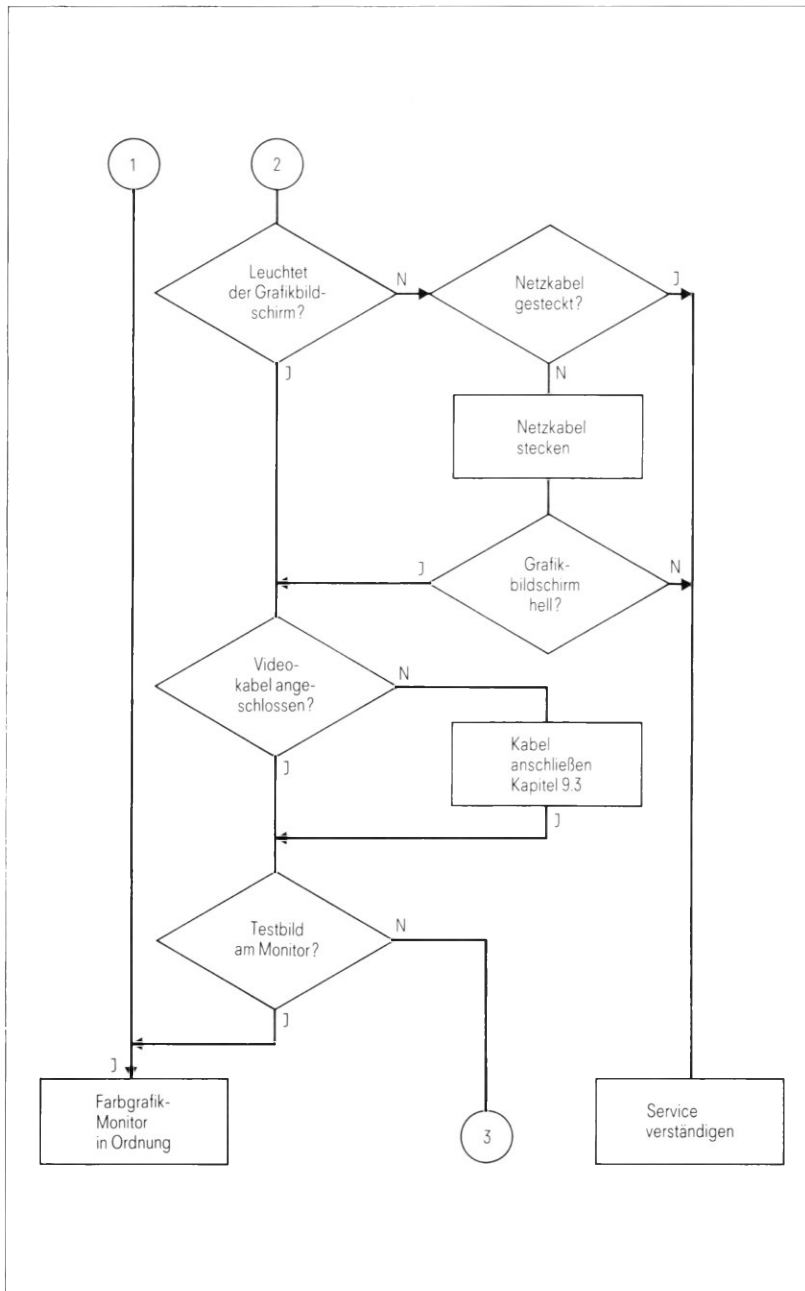 1
2
Leuchtet
der Grafikbild-
schirm?
N
Netzkabel
gesteckt?
J
J
N
Netzkabel
stecken
J
Grafik-
bildschirm
hell?
N
Video-
kabel ange-
schlossen?
N
Kabel
anschließen
Kapitel 9.3
J
J
Testbild
am Monitor?
N
J
J
Farbgrafik-
Monitor
in Ordnung
3
Service
verständigen